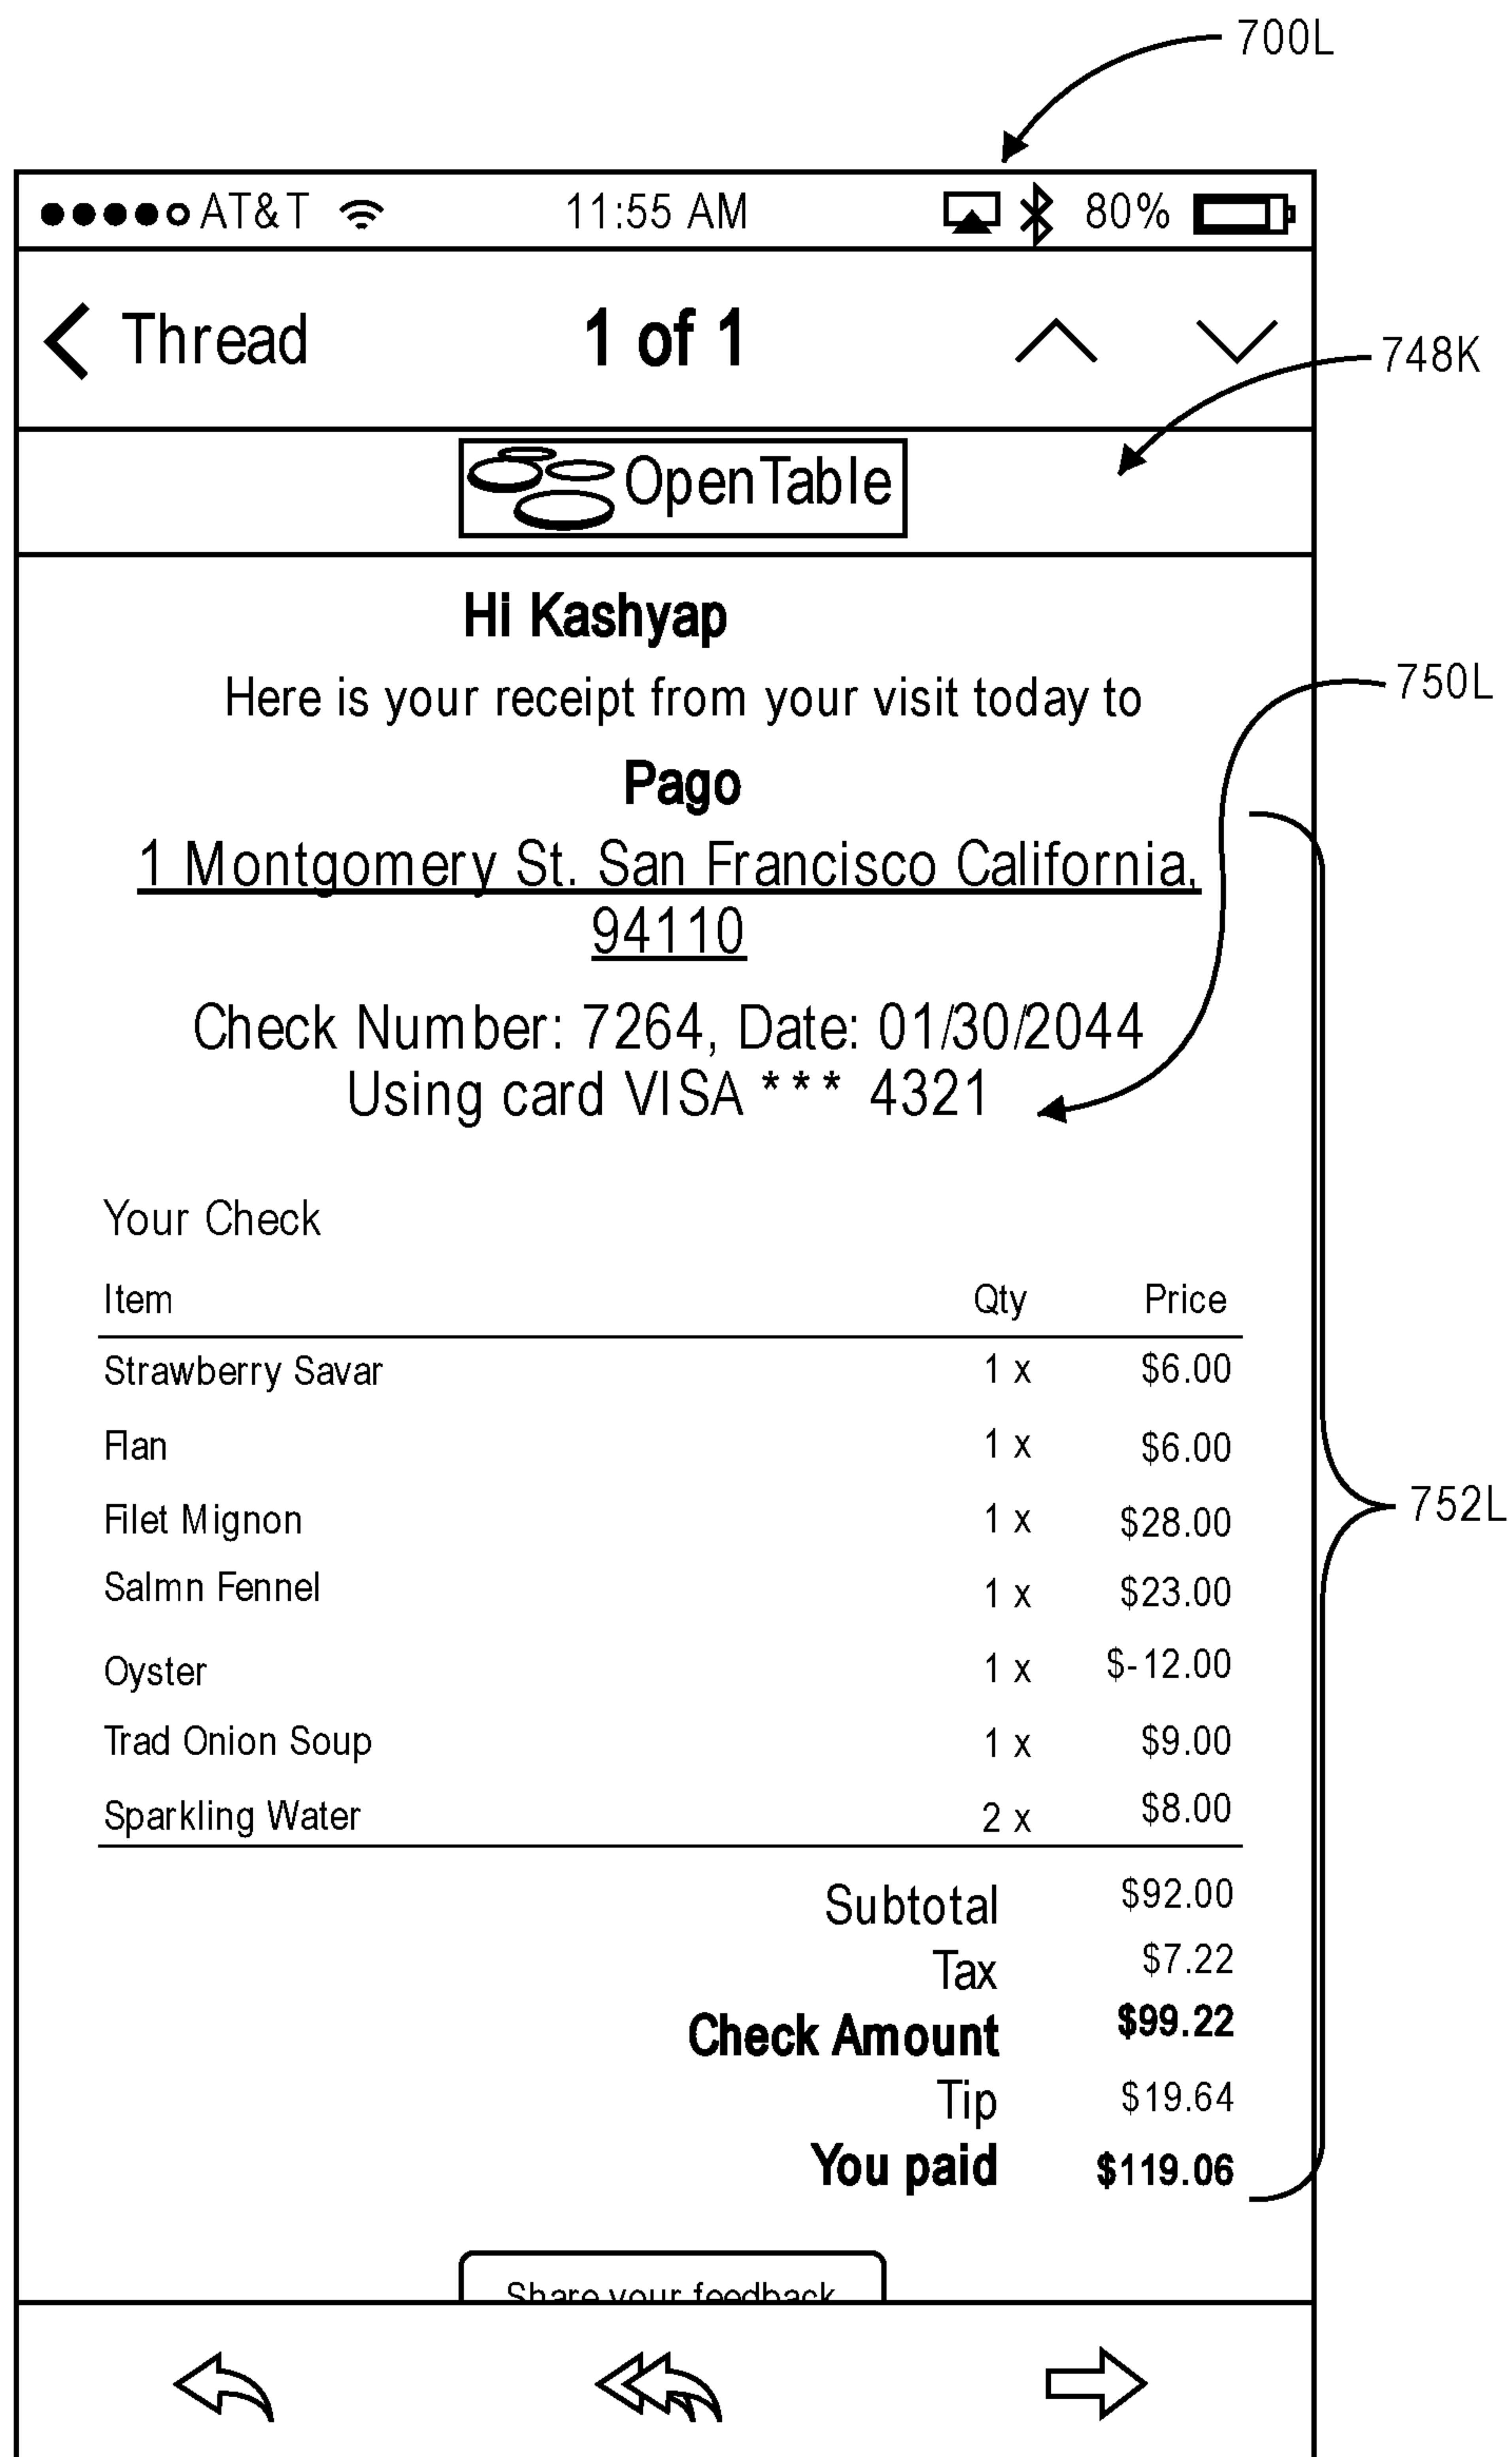 700L
AT&T 11:55 AM 80%
Thread 1 of 1
748K
OpenTable
Hi Kashyap
Here is your receipt from your visit today to
750L
Pago
1 Montgomery St. San Francisco California,
94110
Check Number: 7264, Date: 01/30/2044
Using card VISA *** 4321
Your Check
Item Qty Price
Strawberry Savar 1 x $6.00
Flan 1 x $6.00
Filet Mignon 1 x $28.00
752L
Salmn Fennel 1 x $23.00
Oyster 1 x $-12.00
Trad Onion Soup 1 x $9.00
Sparkling Water 2 x $8.00
Subtotal $92.00
Tax $7.22
Check Amount $99.22
Tip $19.64
You paid $119.06
Share your feedback